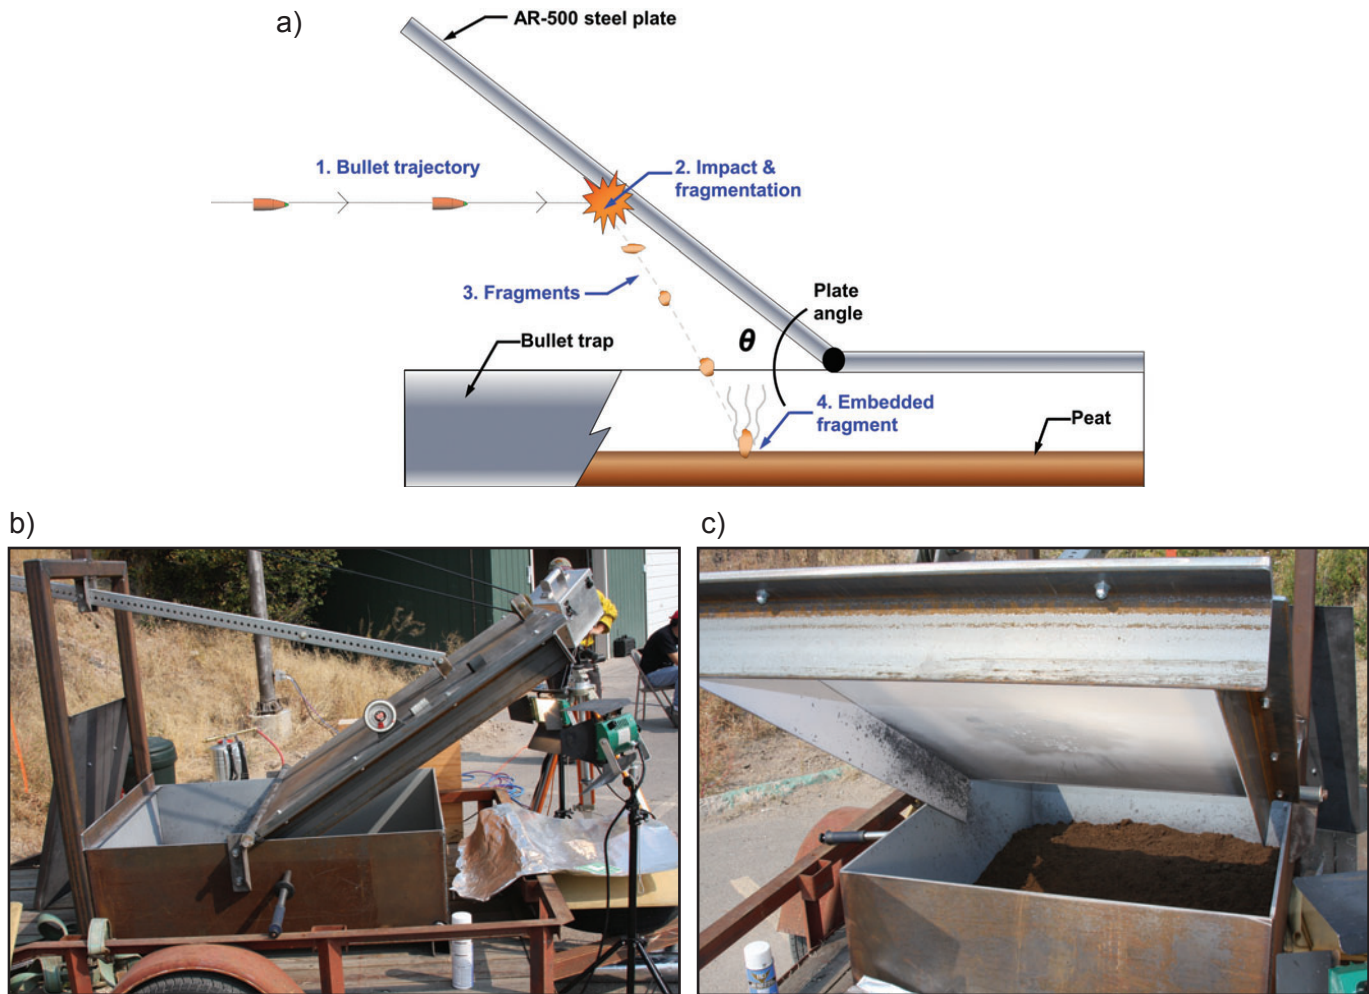 a)
AR-500 steel plate
1. Bullet trajectory
2. Impact &
fragmentation
3. Fragments
Plate
angle
θ
Bullet trap
4. Embedded
fragment
Peat
b)
c)